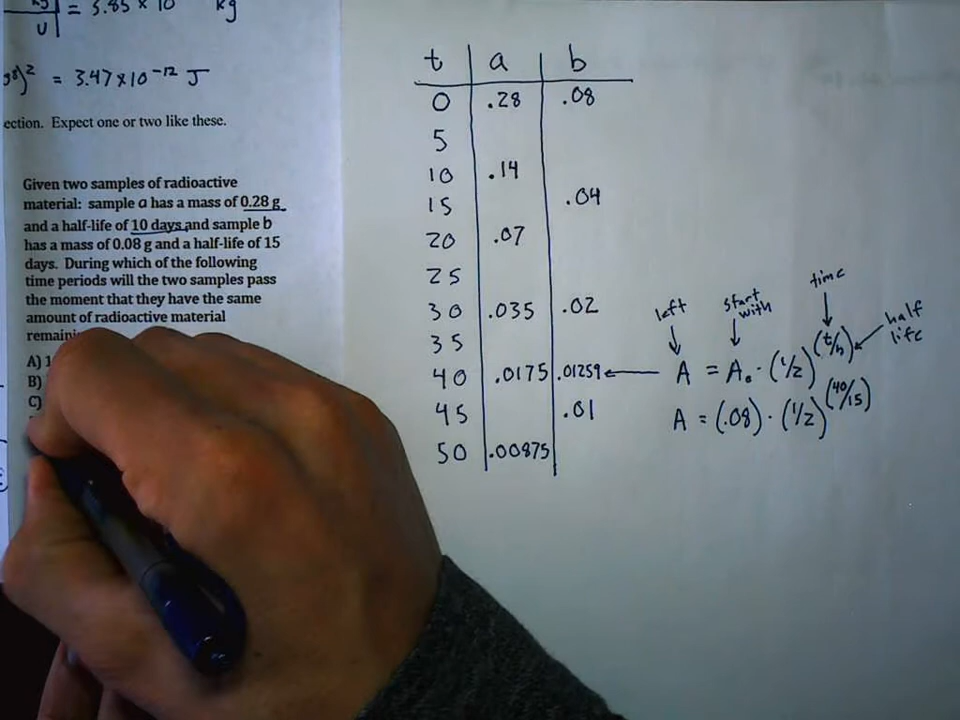 = 3.85 × 10 kg
u
= 3.47 × 10⁻¹² J
ection. Expect one or two like these.
Given two samples of radioactive
material: sample a has a mass of 0.28 g
and a half-life of 10 days and sample b
has a mass of 0.08 g and a half-life of 15
days. During which of the following
time periods will the two samples pass
the moment that they have the same
amount of radioactive material
A)
B)
C)
t a b
0 .28 .08
5
10 .14
15 .04
20 .07
25
30 .035 .02
35
40 .0175 .01259
45 .01
50 .00875
left start with time half life
A = A₀ · (1/2)^(t/h)
A = (.08) · (1/2)^(40/15)